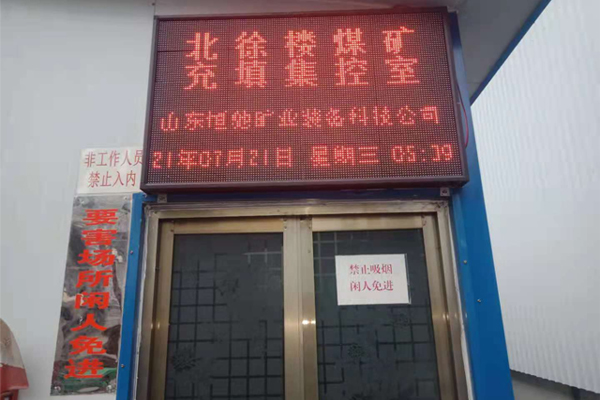 北徐楼煤矿
充填集控室
山东恒驰矿业装备科技公司
21年07月21日 星期三 05:39
非工作人员
禁止入内
要害场所闲人免进
禁止吸烟
闲人免进